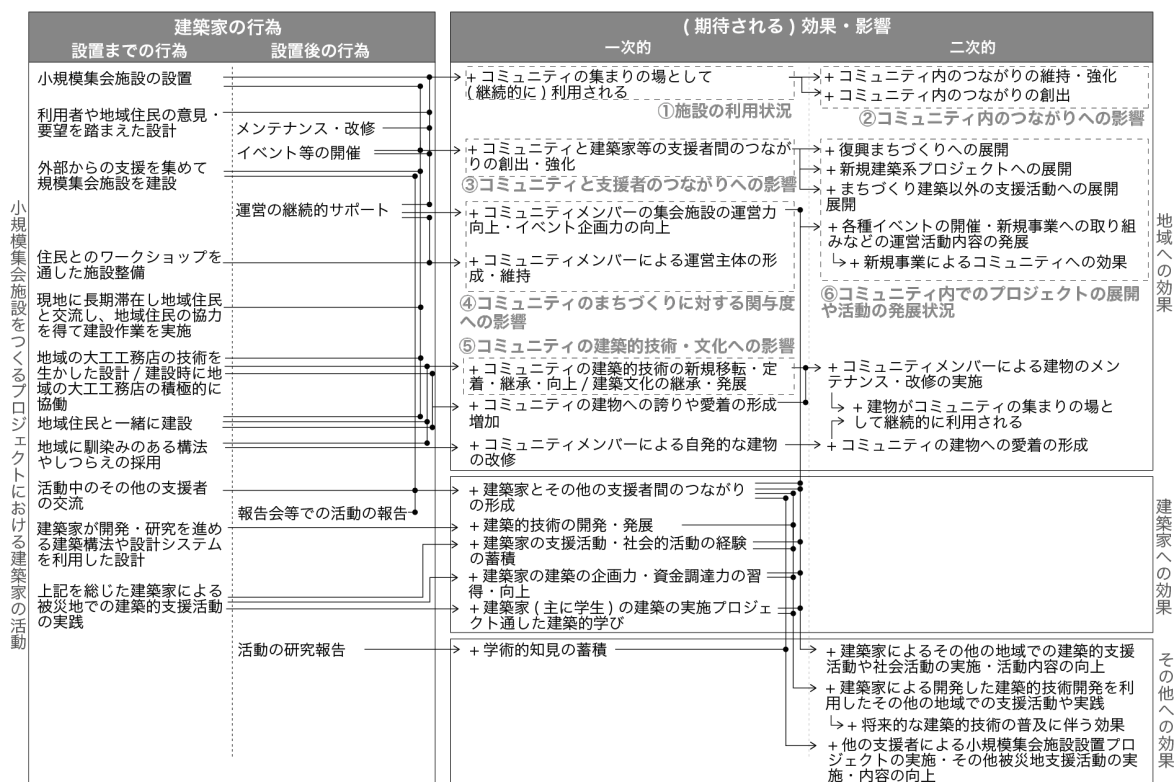 建築家の行為
設置までの行為
設置後の行為
(期待される)効果・影響
一次的
二次的
小規模集会施設をつくるプロジェクトにおける建築家の活動
小規模集会施設の設置
利用者や地域住民の意見・
要望を踏まえた設計
外部からの支援を集めて
規模集会施設を建設
住民とのワークショップを
通した施設整備
現地に長期滞在し地域住民
と交流し、地域住民の協力
を得て建設作業を実施
地域の大工工務店の技術を
生かした設計 / 建設時に地
域の大工工務店の積極的に
協働
地域住民と一緒に建設
地域に馴染みのある構法
やしつらえの採用
活動中のその他の支援者
の交流
建築家が開発・研究を進め
る建築構法や設計システム
を利用した設計
上記を総じた建築家による
被災地での建築的支援活動
の実践
メンテナンス・改修
イベント等の開催
運営の継続的サポート
報告会等での活動の報告
活動の研究報告
+ コミュニティの集まりの場として
(継続的に)利用される
①施設の利用状況
+ コミュニティと建築家等の支援者間のつなが
りの創出・強化
③コミュニティと支援者のつながりへの影響
+ コミュニティメンバーの集会施設の運営力
向上・イベント企画力の向上
+ コミュニティメンバーによる運営主体の形
成・維持
④コミュニティのまちづくりに対する関与度
への影響
⑤コミュニティの建築的技術・文化への影響
+ コミュニティの建築的技術の新規移転・定
着・継承・向上 / 建築文化の継承・発展
+ コミュニティの建物への誇りや愛着の形成
増加
+ コミュニティメンバーによる自発的な建物
の改修
+ 建築家とその他の支援者間のつながり
の形成
+ 建築的技術の開発・発展
+ 建築家の支援活動・社会的活動の経験
の蓄積
+ 建築家の建築の企画力・資金調達力の習
得・向上
+ 建築家(主に学生)の建築の実施プロジェ
クト通した建築的学び
+ 学術的知見の蓄積
+ コミュニティ内のつながりの維持・強化
+ コミュニティ内のつながりの創出
②コミュニティ内のつながりへの影響
+ 復興まちづくりへの展開
+ 新規建築系プロジェクトへの展開
+ まちづくり建築以外の支援活動への展開
展開
+ 各種イベントの開催・新規事業への取り組
みなどの運営活動内容の発展
+ 新規事業によるコミュニティへの効果
⑥コミュニティ内でのプロジェクトの展開
や活動の発展状況
+ コミュニティメンバーによる建物のメン
テナンス・改修の実施
+ 建物がコミュニティの集まりの場と
して継続的に利用される
+ コミュニティの建物への愛着の形成
+ 建築家によるその他の地域での建築的支援
活動や社会活動の実施・活動内容の向上
+ 建築家による開発した建築的技術開発を利
用したその他の地域での支援活動や実践
+ 将来的な建築的技術の普及に伴う効果
+ 他の支援者による小規模集会施設設置プロ
ジェクトの実施・その他被災地支援活動の実
施・内容の向上
地域への効果
建築家への効果
その他への効果